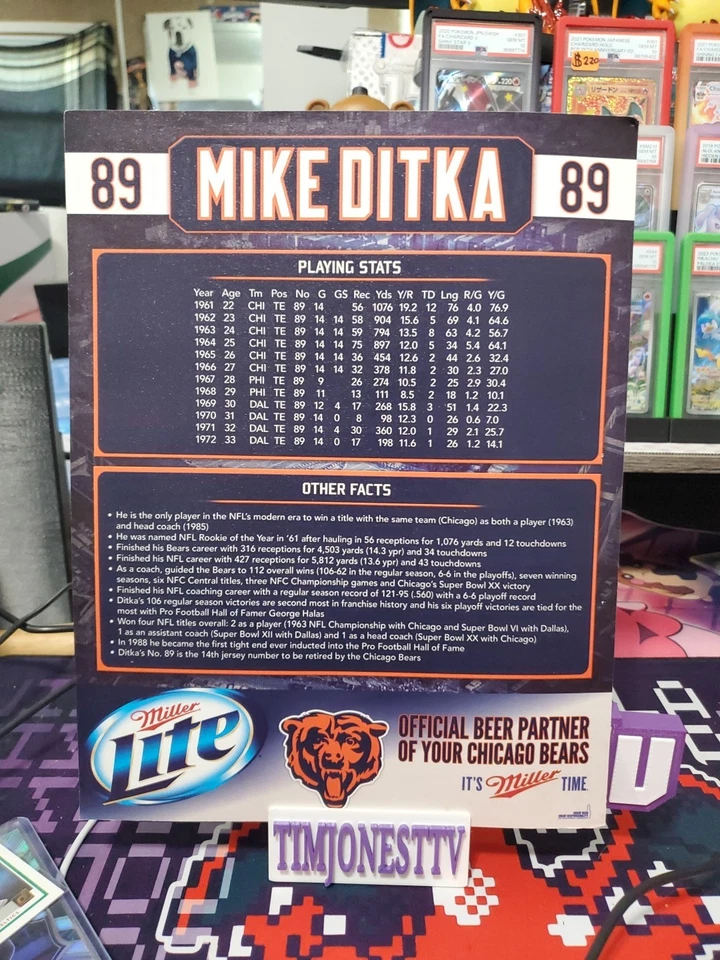 2020 POKEMON JPN.SWSH
GEM MT
10
2021 POKEMON JAPANESE
GEM MT
$220
リザードン
89
MIKE DITKA
89
PLAYING STATS
Year Age Tm Pos No G GS Rec Yds Y/R TD Lng R/G Y/G
1961 22 CHI TE 89 14 56 1076 19.2 12 76 4.0 76.9
1962 23 CHI TE 89 14 14 58 904 15.6 5 69 4.1 64.6
1963 24 CHI TE 89 14 14 59 794 13.5 8 63 4.2 56.7
1964 25 CHI TE 89 14 14 75 897 12.0 5 34 5.4 64.1
1965 26 CHI TE 89 14 14 36 454 12.6 2 44 2.6 32.4
1966 27 CHI TE 89 14 14 32 378 11.8 2 30 2.3 27.0
1967 28 PHI TE 89 9 26 274 10.5 2 25 2.9 30.4
1968 29 PHI TE 89 11 13 111 8.5 2 18 1.2 10.1
1969 30 DAL TE 89 12 4 17 268 15.8 3 51 1.4 22.3
1970 31 DAL TE 89 14 0 8 98 12.3 0 26 0.6 7.0
1971 32 DAL TE 89 14 4 30 360 12.0 1 29 2.1 25.7
1972 33 DAL TE 89 14 0 17 198 11.6 1 26 1.2 14.1
OTHER FACTS
• He is the only player in the NFL's modern era to win a title with the same team (Chicago) as both a player (1963)
and head coach (1985)
• He was named NFL Rookie of the Year in '61 after hauling in 56 receptions for 1,076 yards and 12 touchdowns
• Finished his Bears career with 316 receptions for 4,503 yards (14.3 ypr) and 34 touchdowns
• Finished his NFL career with 427 receptions for 5,812 yards (13.6 ypr) and 43 touchdowns
• As a coach, guided the Bears to 112 overall wins (106-62 in the regular season, 6-6 in the playoffs), seven winning
seasons, six NFC Central titles, three NFC Championship games and Chicago's Super Bowl XX victory
• Finished his NFL coaching career with a regular season record of 121-95 (.560) with a 6-6 playoff record
• Ditka's 106 regular season victories are second most in franchise history and his six playoff victories are tied for the
most with Pro Football Hall of Famer George Halas
• Won four NFL titles overall: 2 as a player (1963 NFL Championship with Chicago and Super Bowl VI with Dallas),
1 as an assistant coach (Super Bowl XII with Dallas) and 1 as a head coach (Super Bowl XX with Chicago)
• In 1988 he became the first tight end ever inducted into the Pro Football Hall of Fame
• Ditka's No. 89 is the 14th jersey number to be retired by the Chicago Bears
Miller
Lite
OFFICIAL BEER PARTNER
OF YOUR CHICAGO BEARS
IT'S Miller TIME
U
TIMJONESTTV